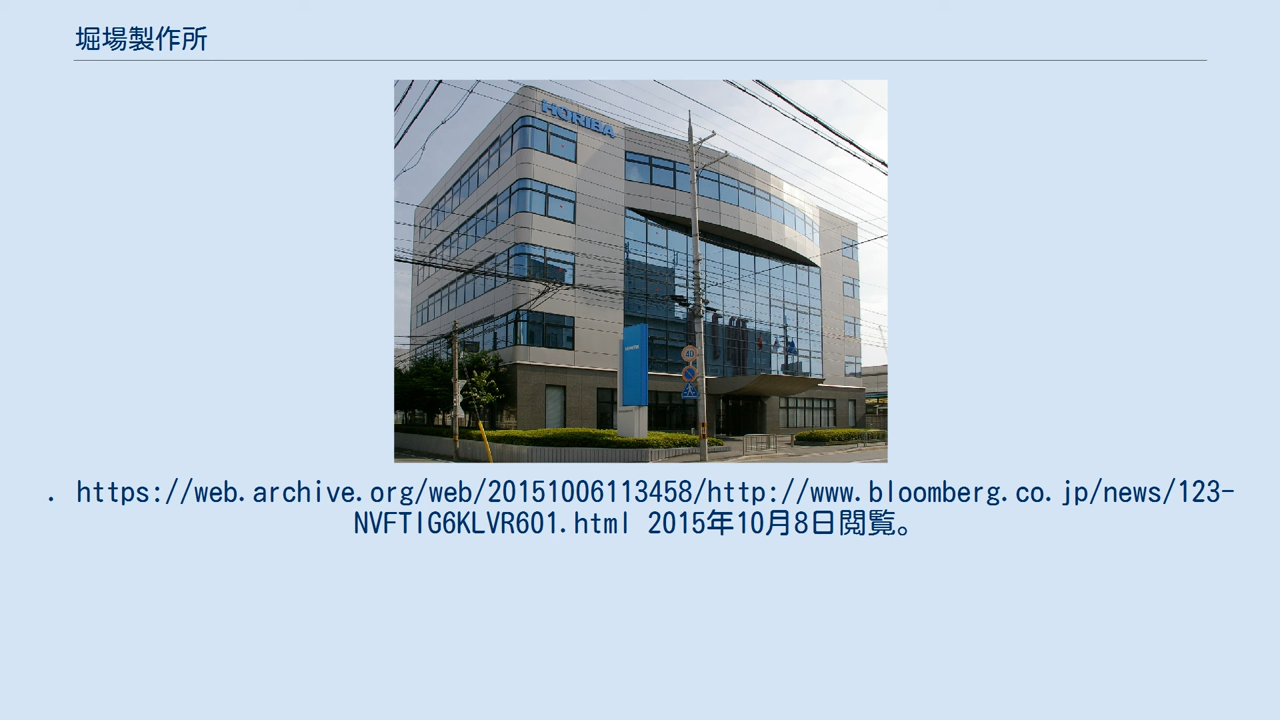 堀場製作所
HORIBA
40
. https://web.archive.org/web/20151006113458/http://www.bloomberg.co.jp/news/123-
NVFTIG6KLVR601.html 2015年10月8日閲覧。